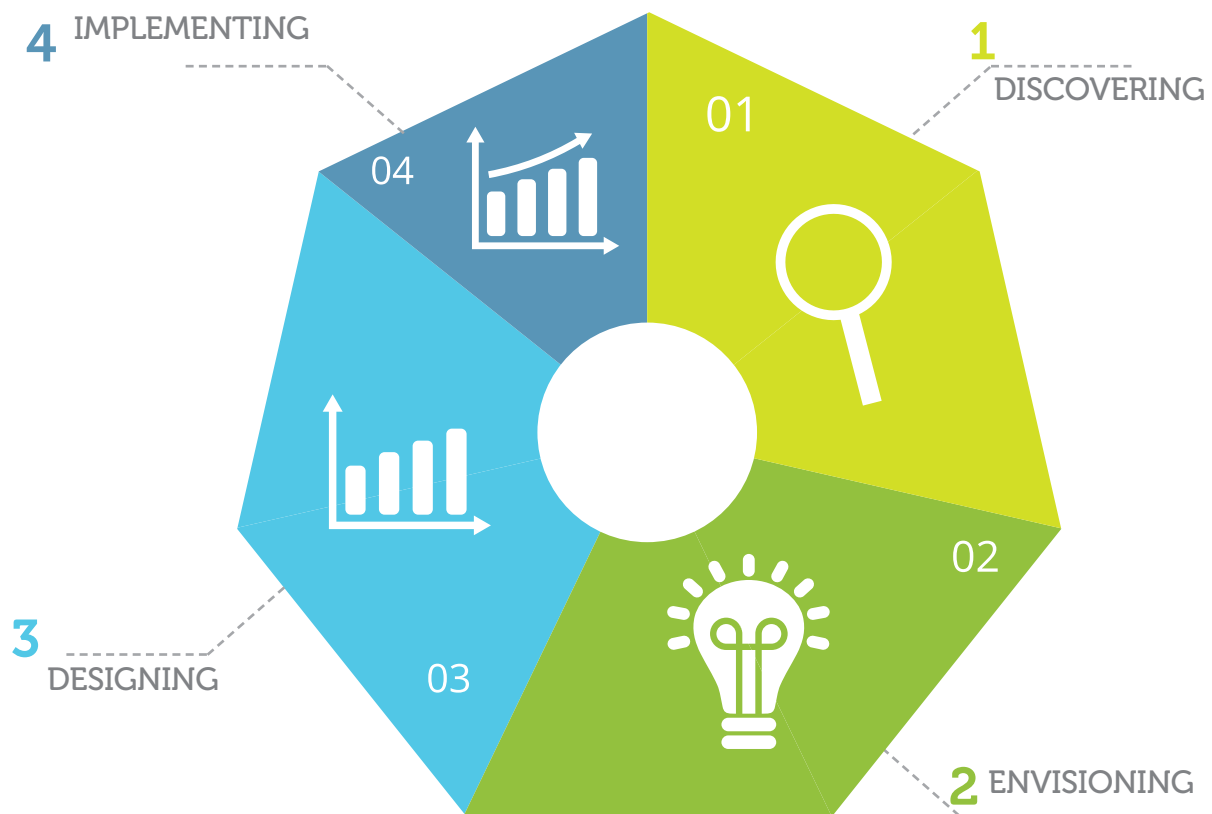 4 IMPLEMENTING
1
DISCOVERING
01
04
02
3
DESIGNING
03
2 ENVISIONING